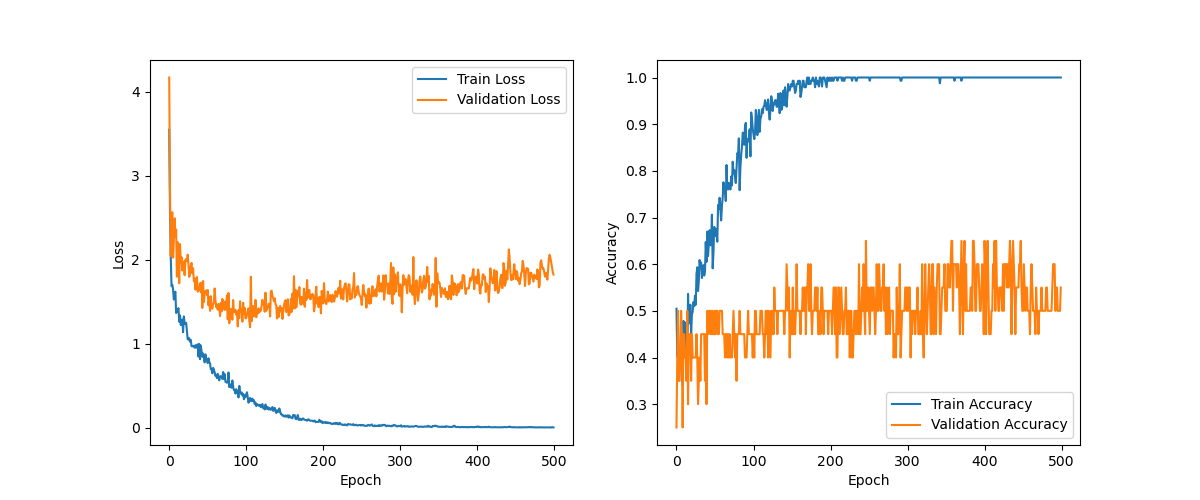 Train Loss
Validation Loss
4
3
2
1
0
0 100 200 300 400 500
Epoch
Loss
1.0
0.9
0.8
0.7
0.6
0.5
0.4
0.3
Train Accuracy
Validation Accuracy
0 100 200 300 400 500
Epoch
Accuracy